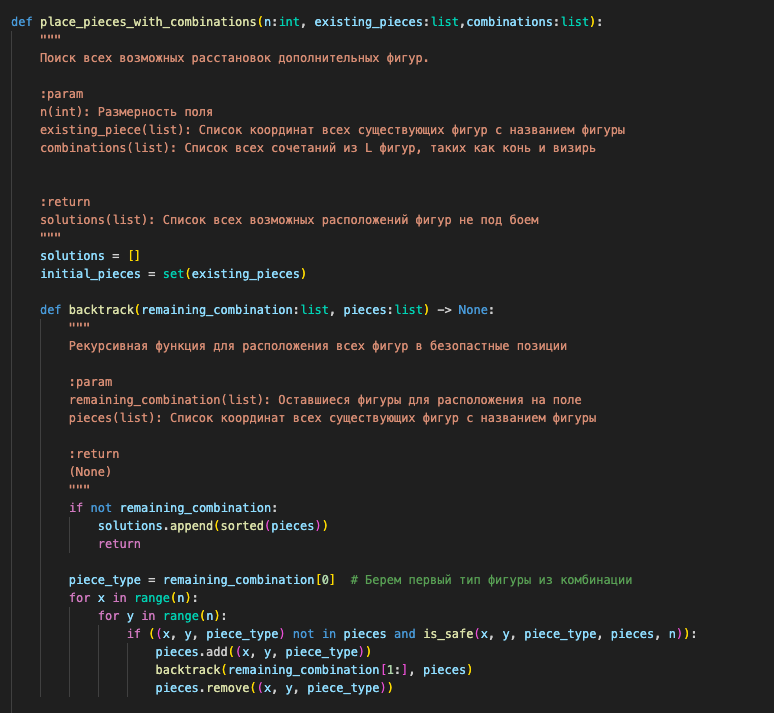 def place_pieces_with_combinations(n:int, existing_pieces:list,combinations:list):
"""
Поиск всех возможных расстановок дополнительных фигур.
:param
n(int): Размерность поля
existing_piece(list): Список координат всех существующих фигур с названием фигуры
combinations(list): Список всех сочетаний из L фигур, таких как конь и визирь
:return
solutions(list): Список всех возможных расположений фигур не под боем
"""
solutions = []
initial_pieces = set(existing_pieces)
def backtrack(remaining_combination:list, pieces:list) -> None:
"""
Рекурсивная функция для расположения всех фигур в безопастные позиции
:param
remaining_combination(list): Оставшиеся фигуры для расположения на поле
pieces(list): Список координат всех существующих фигур с названием фигуры
:return
(None)
"""
if not remaining_combination:
solutions.append(sorted(pieces))
return
piece_type = remaining_combination[0]  # Берем первый тип фигуры из комбинации
for x in range(n):
for y in range(n):
if ((x, y, piece_type) not in pieces and is_safe(x, y, piece_type, pieces, n)):
pieces.add((x, y, piece_type))
backtrack(remaining_combination[1:], pieces)
pieces.remove((x, y, piece_type))